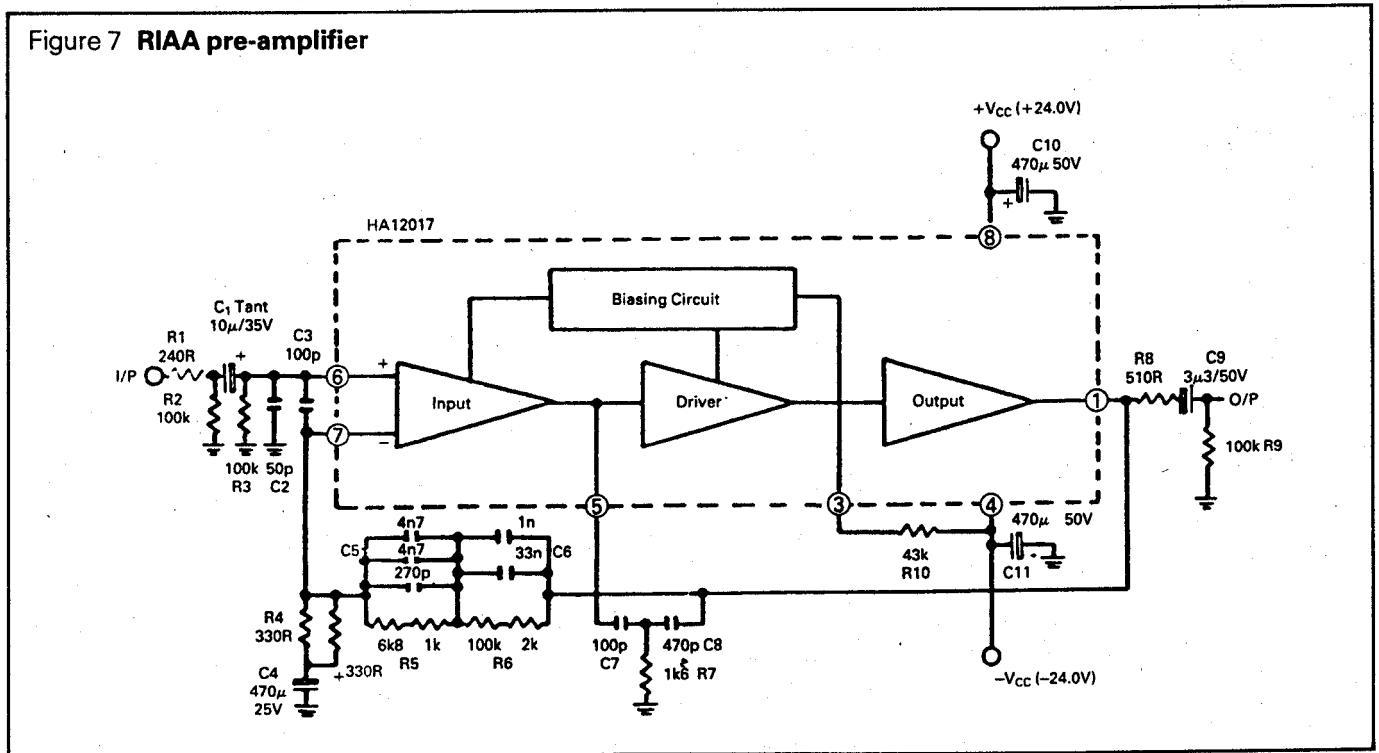 Figure 7 RIAA pre-amplifier
+VCC (+24.0V)
C10
470μ 50V
+
HA12017
8
Biasing Circuit
C1 Tant
10μ/35V
R1
240R
+
C3
100p
I/P
6
+
R2
100k
Input
Driver
Output
1
R8
510R
C9
3μ3/50V
O/P
7
−
100k R9
100k
R3
50p
C2
5
3
4
470μ 50V
C11
43k
R10
4n7
1n
C5
4n7
33n
C6
270p
R4
330R
6k8
1k
R5
100k
2k
R6
100p
C7
470p C8
1k6 R7
+330R
C4
470μ
25V
−VCC (−24.0V)